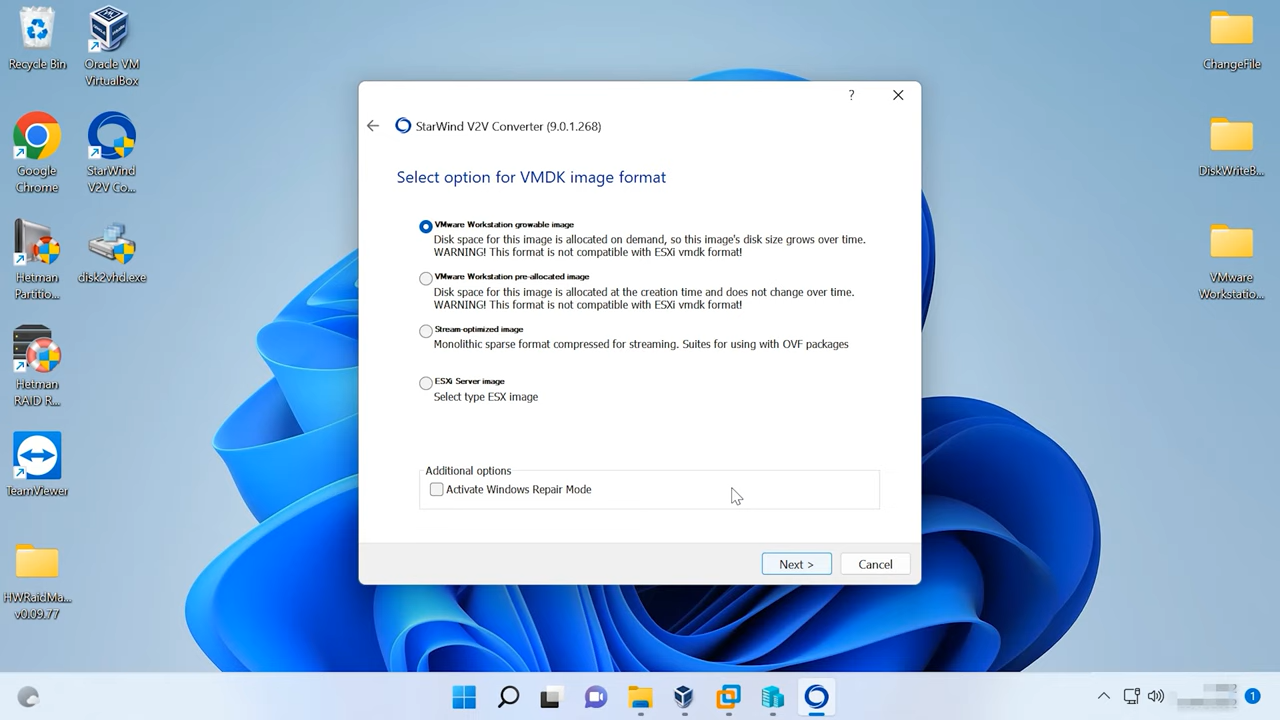 Recycle Bin
Oracle VM
VirtualBox
Google
Chrome
StarWind
V2V Co...
Hetman
Partitio...
disk2vhd.exe
Hetman
RAID R...
TeamViewer
HWRaidMa...
v0.09.77
ChangeFile
DiskWriteB...
VMware
Workstatio...
?
StarWind V2V Converter (9.0.1.268)
Select option for VMDK image format
VMware Workstation growable image
Disk space for this image is allocated on demand, so this image's disk size grows over time.
WARNING! This format is not compatible with ESXi vmdk format!
VMware Workstation pre-allocated image
Disk space for this image is allocated at the creation time and does not change over time.
WARNING! This format is not compatible with ESXi vmdk format!
Stream-optimized image
Monolithic sparse format compressed for streaming. Suites for using with OVF packages
ESXi Server image
Select type ESX image
Additional options
Activate Windows Repair Mode
Next >
Cancel
1